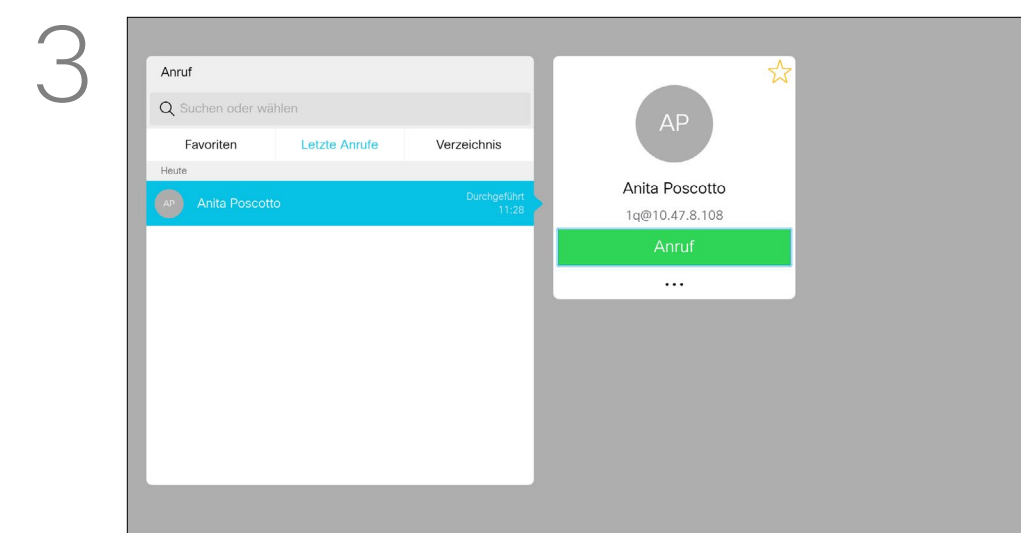 3
Anruf
Suchen oder wählen
Favoriten Letzte Anrufe Verzeichnis
Heute
AP Anita Poscotto Durchgeführt
11:28
AP
Anita Poscotto
1q@10.47.8.108
Anruf
...